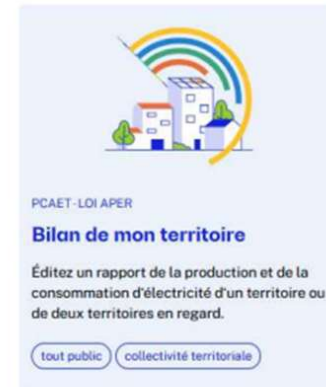 PCAET-LOI APER
Bilan de mon territoire
Éditez un rapport de la production et de la
consommation d'électricité d'un territoire ou
de deux territoires en regard.
tout public collectivité territoriale